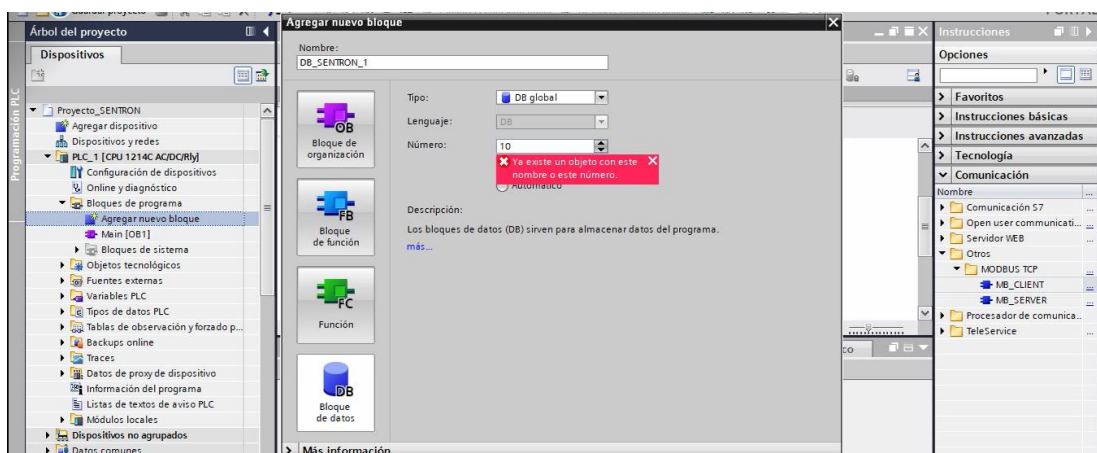 Guardar proyecto
Árbol del proyecto
Dispositivos
Programación PLC
Proyecto_SENTRON
Agregar dispositivo
Dispositivos y redes
PLC_1 [CPU 1214C AC/DC/Rly]
Configuración de dispositivos
Online y diagnóstico
Bloques de programa
Agregar nuevo bloque
Main [OB1]
Bloques de sistema
Objetos tecnológicos
Fuentes externas
Variables PLC
Tipos de datos PLC
Tablas de observación y forzado p...
Backups online
Traces
Datos de proxy de dispositivo
Información del programa
Listas de textos de aviso PLC
Módulos locales
Dispositivos no agrupados
Datos comunes
Agregar nuevo bloque
Nombre:
DB_SENTRON_1
OB
Bloque de
organización
FB
Bloque
de función
FC
Función
DB
Bloque
de datos
Tipo: DB global
Lenguaje: DB
Número: 10
Ya existe un objeto con este
nombre o este número.
Automático
Descripción:
Los bloques de datos (DB) sirven para almacenar datos del programa.
más...
Más información
Instrucciones
Opciones
Favoritos
Instrucciones básicas
Instrucciones avanzadas
Tecnología
Comunicación
Nombre ...
Comunicación S7 ...
Open user communicati... ...
Servidor WEB ...
Otros
MODBUS TCP ...
MB_CLIENT ...
MB_SERVER ...
Procesador de comunica...
TeleService ...